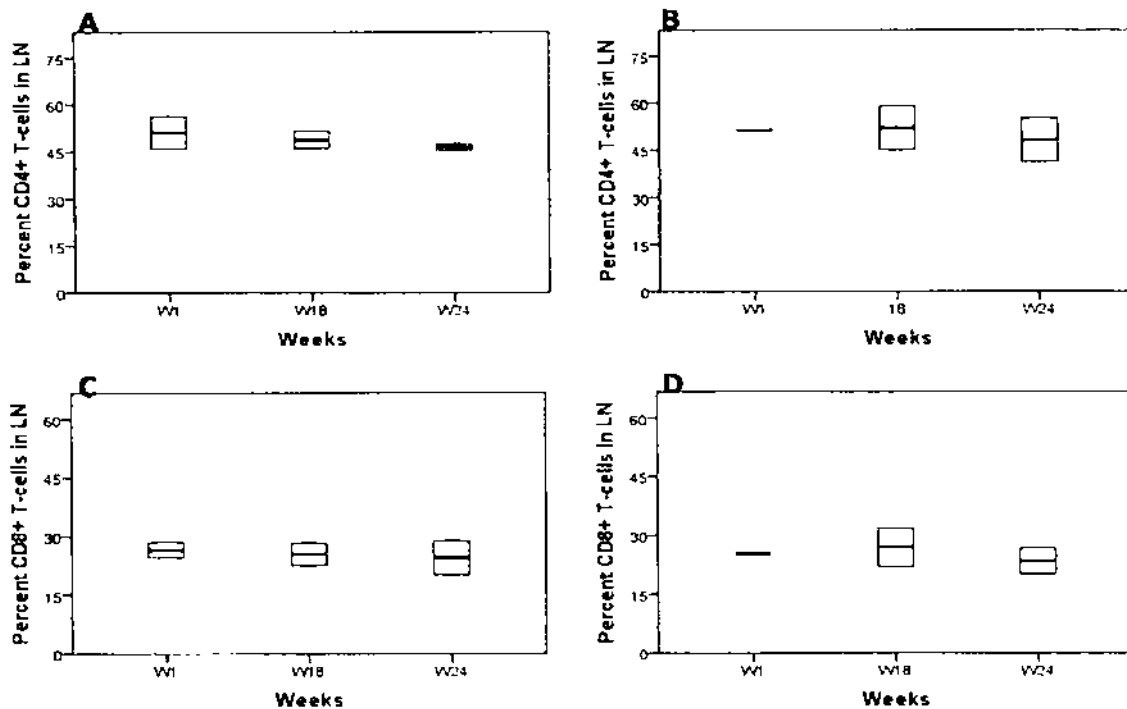 A
Percent CD4+ T-cells in LN
75
60
45
30
15
0
W1 W18 W24
Weeks
B
Percent CD4+ T-cells in LN
75
60
45
30
15
0
W1 18 W24
Weeks
C
Percent CD8+ T-cells in LN
60
45
30
15
0
W1 W18 W24
Weeks
D
Percent CD8+ T-cells in LN
60
45
30
15
0
W1 W18 W24
Weeks